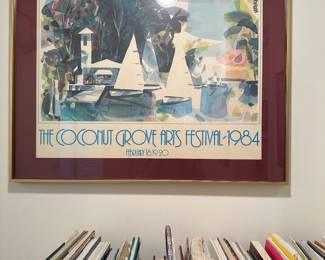 THE COCONUT GROVE ARTS FESTIVAL·1984
FEBRUARY 18·19·20